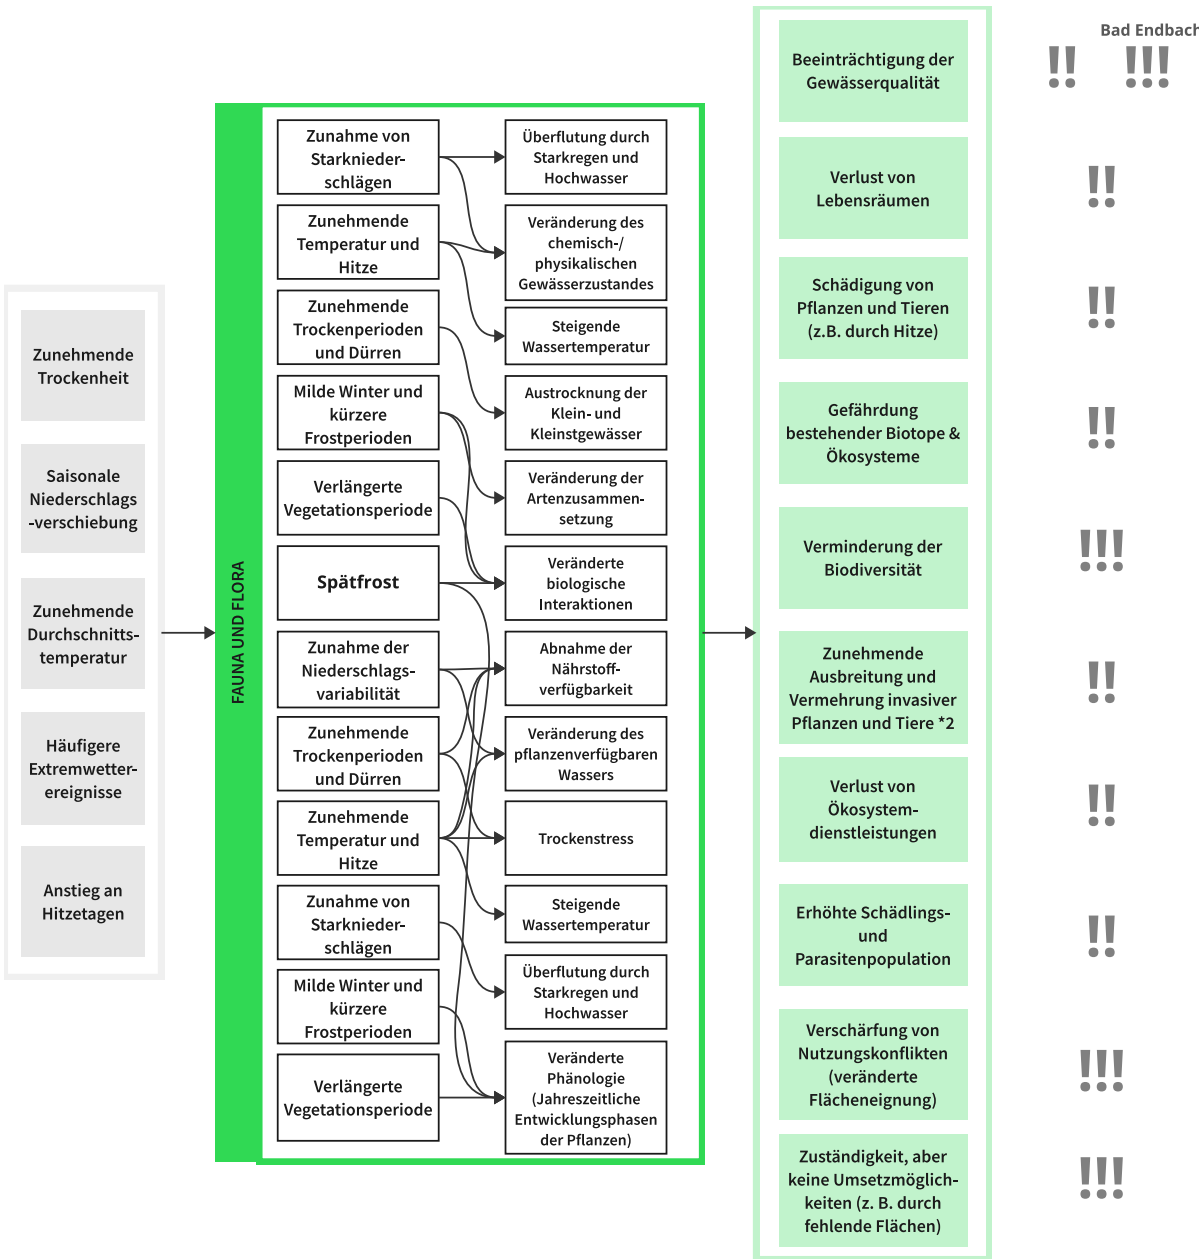 Zunehmende
Trockenheit
Saisonale
Niederschlags
-verschiebung
Zunehmende
Durchschnitts-
temperatur
Häufigere
Extremwetter-
ereignisse
Anstieg an
Hitzetagen
FAUNA UND FLORA
Zunahme von
Starknieder-
schlägen
Zunehmende
Temperatur und
Hitze
Zunehmende
Trockenperioden
und Dürren
Milde Winter und
kürzere
Frostperioden
Verlängerte
Vegetationsperiode
Spätfrost
Zunahme der
Niederschlags-
variabilität
Zunehmende
Trockenperioden
und Dürren
Zunehmende
Temperatur und
Hitze
Zunahme von
Starknieder-
schlägen
Milde Winter und
kürzere
Frostperioden
Verlängerte
Vegetationsperiode
Überflutung durch
Starkregen und
Hochwasser
Veränderung des
chemisch-/
physikalischen
Gewässerzustandes
Steigende
Wassertemperatur
Austrocknung der
Klein- und
Kleinstgewässer
Veränderung der
Artenzusammen-
setzung
Veränderte
biologische
Interaktionen
Abnahme der
Nährstoff-
verfügbarkeit
Veränderung des
pflanzenverfügbaren
Wassers
Trockenstress
Steigende
Wassertemperatur
Überflutung durch
Starkregen und
Hochwasser
Veränderte
Phänologie
(Jahreszeitliche
Entwicklungsphasen
der Pflanzen)
Beeinträchtigung der
Gewässerqualität
Bad Endbach
!! !!!
Verlust von
Lebensräumen
!!
Schädigung von
Pflanzen und Tieren
(z.B. durch Hitze)
!!
Gefährdung
bestehender Biotope &
Ökosysteme
!!
Verminderung der
Biodiversität
!!!
Zunehmende
Ausbreitung und
Vermehrung invasiver
Pflanzen und Tiere *2
!!
Verlust von
Ökosystem-
dienstleistungen
!!
Erhöhte Schädlings-
und
Parasitenpopulation
!!
Verschärfung von
Nutzungskonflikten
(veränderte
Flächeneignung)
!!!
Zuständigkeit, aber
keine Umsetzmöglich-
keiten (z. B. durch
fehlende Flächen)
!!!